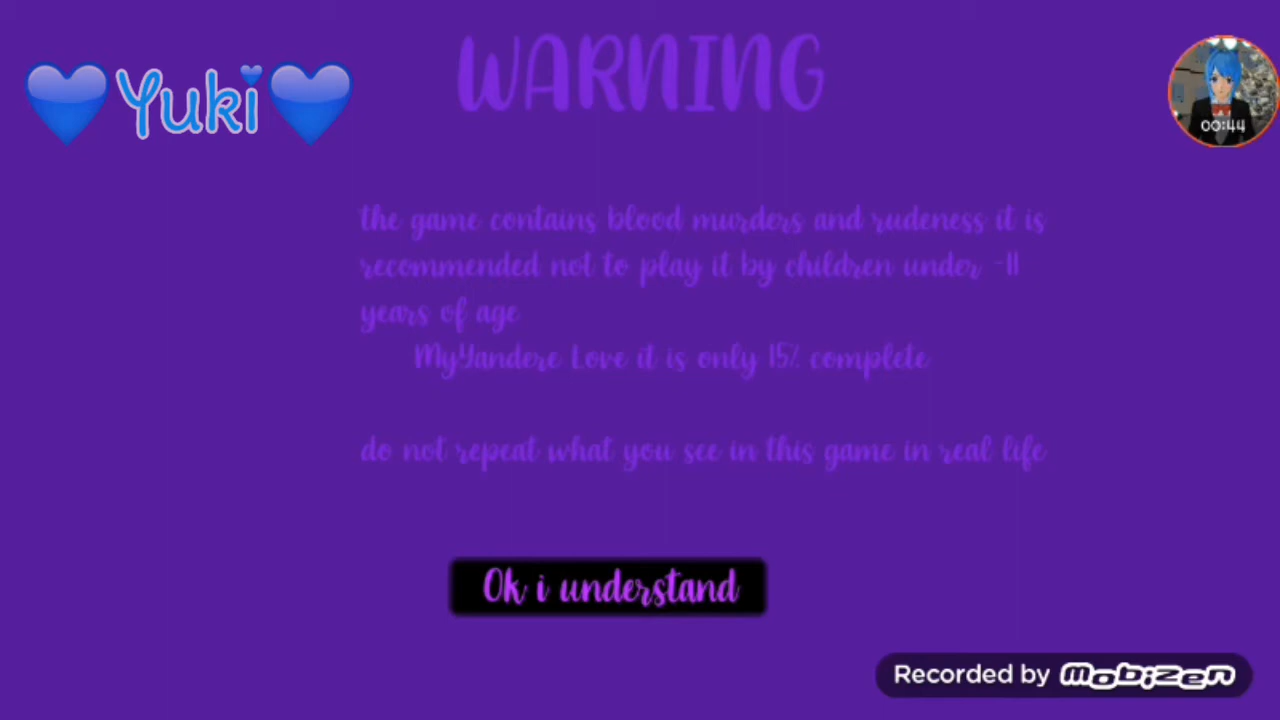 WARNING
💙Yuki💙
00:44
the game contains blood murders and rudeness it is
recommended not to play it by children under -11
years of age
MyYandere Love it is only 15% complete
do not repeat what you see in this game in real life
Ok i understand
Recorded by mobizen